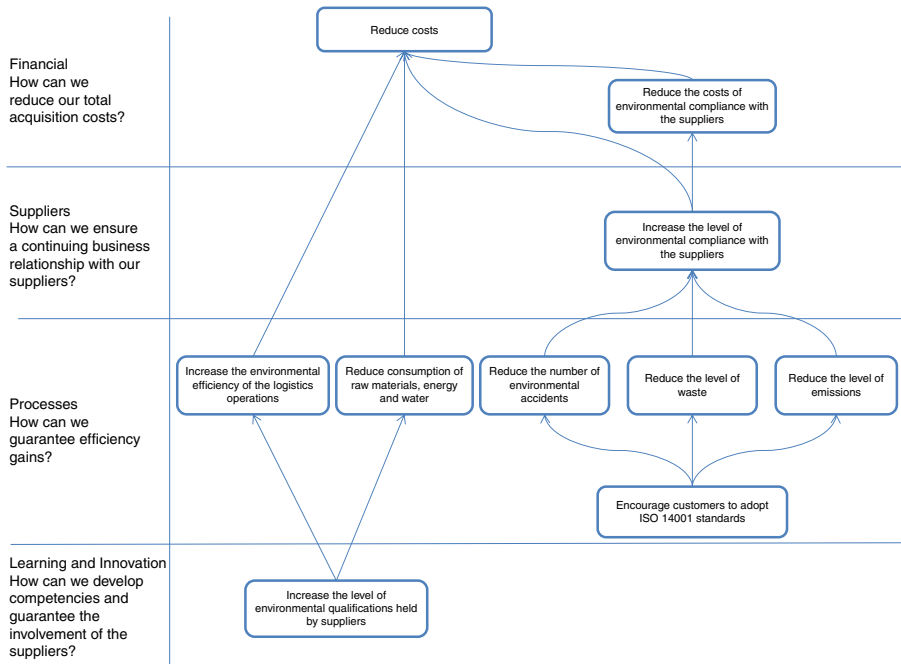 Reduce costs
Financial
How can we
reduce our total
acquisition costs?
Reduce the costs of
environmental compliance with
the suppliers
Suppliers
How can we ensure
a continuing business
relationship with our
suppliers?
Increase the level of
environmental compliance with
the suppliers
Processes
How can we
guarantee efficiency
gains?
Increase the environmental
efficiency of the logistics
operations
Reduce consumption of
raw materials, energy
and water
Reduce the number of
environmental
accidents
Reduce the level of
waste
Reduce the level of
emissions
Encourage customers to adopt
ISO 14001 standards
Learning and Innovation
How can we develop
competencies and
guarantee the
involvement of the
suppliers?
Increase the level of
environmental qualifications held
by suppliers